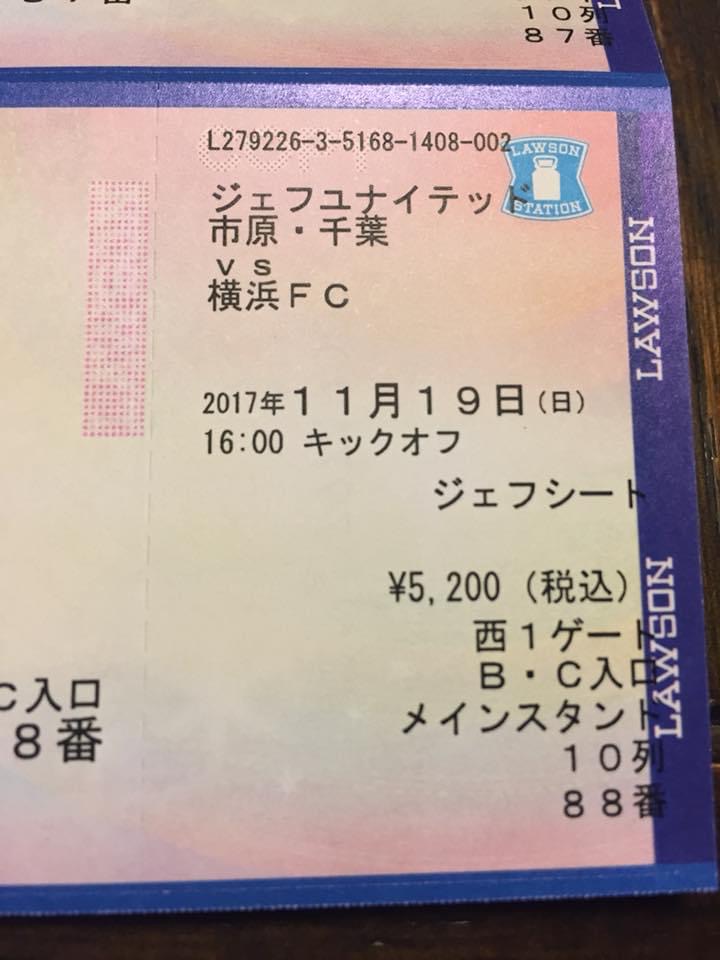 10列
87番
L279226-3-5168-1408-002
LAWSON
STATION
ジェフユナイテッド
市原・千葉
vs
横浜FC
LAWSON
2017年11月19日(日)
16:00 キックオフ
ジェフシート
¥5,200(税込)
西1ゲート
B・C入口
メインスタンド
10列
88番
LAWSON
C入口
8番